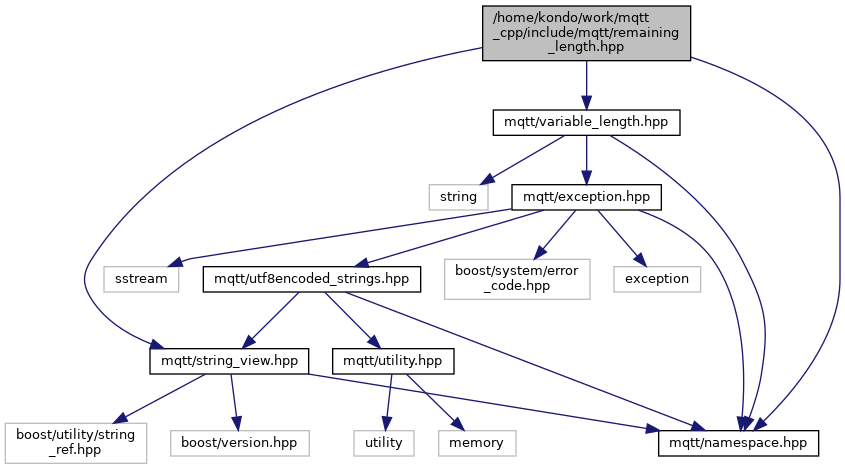 /home/kondo/work/mqtt
_cpp/include/mqtt/remaining
_length.hpp
mqtt/variable_length.hpp
string
mqtt/exception.hpp
sstream
mqtt/utf8encoded_strings.hpp
boost/system/error
_code.hpp
exception
mqtt/string_view.hpp
mqtt/utility.hpp
boost/utility/string
_ref.hpp
boost/version.hpp
utility
memory
mqtt/namespace.hpp